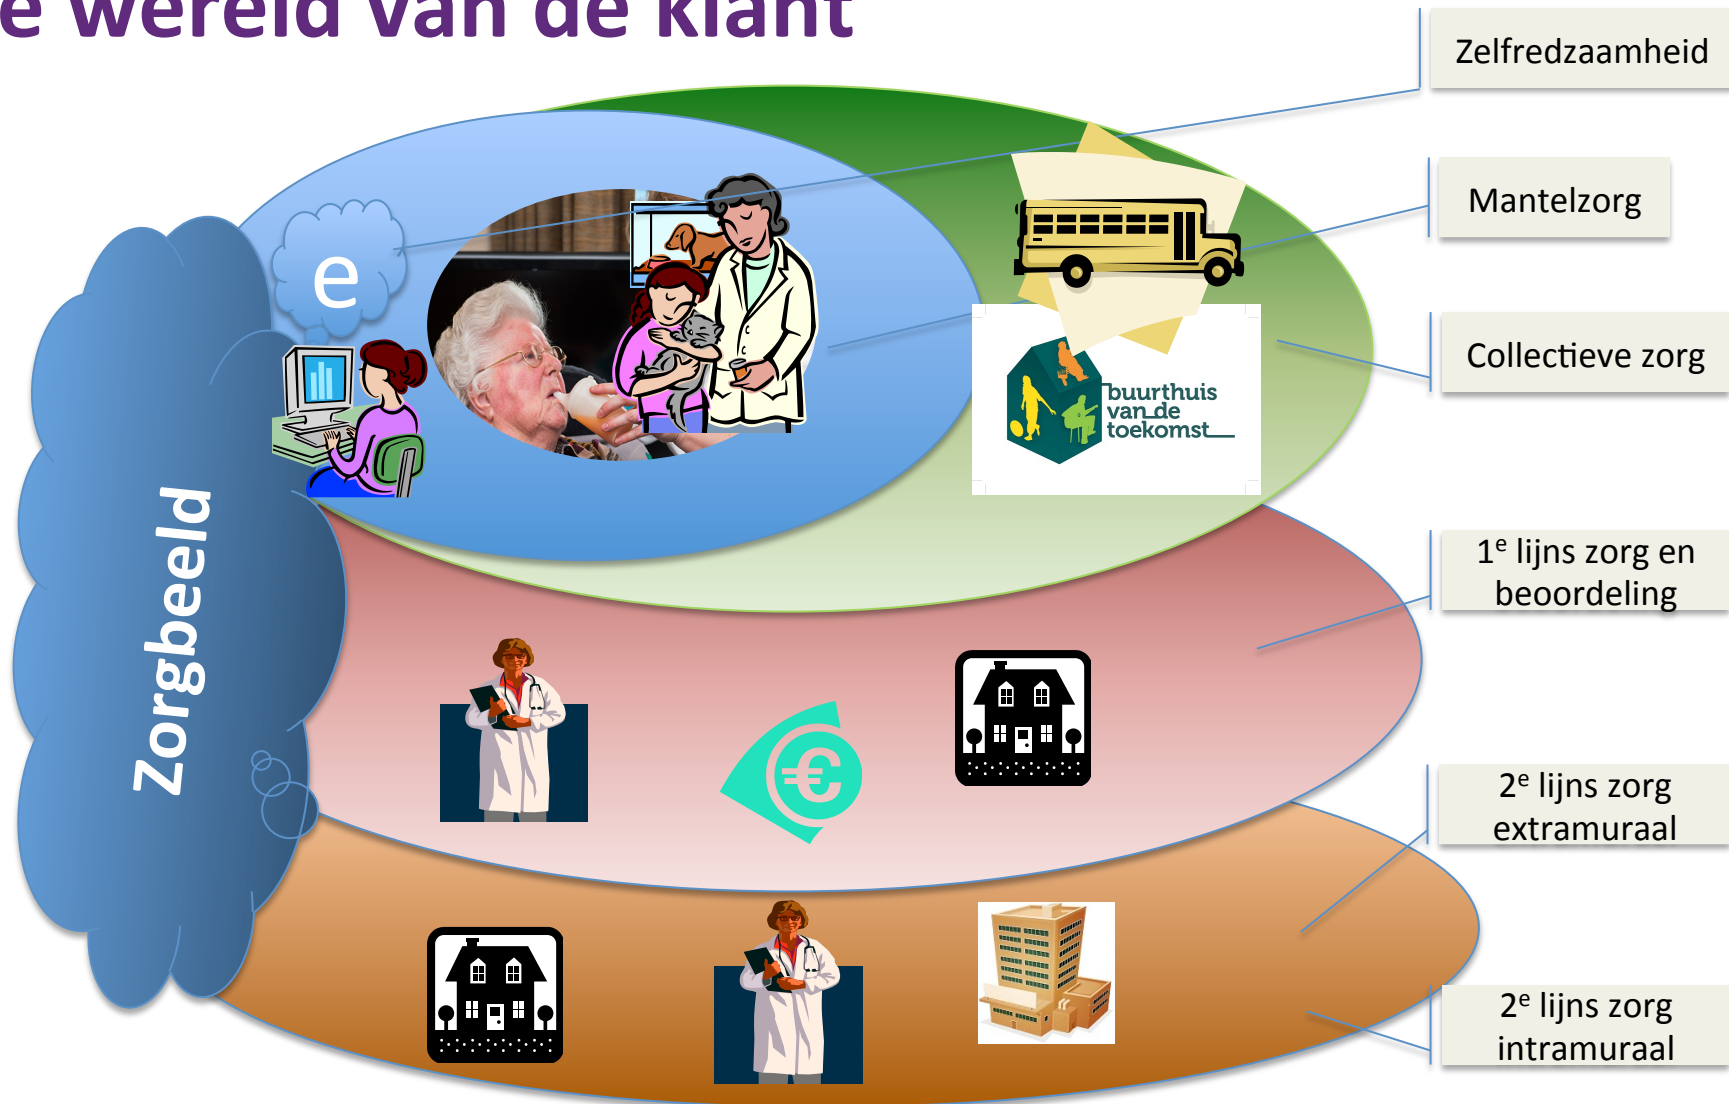 e wereld van de klant
Zelfredzaamheid
Mantelzorg
Collectieve zorg
1e lijns zorg en
beoordeling
2e lijns zorg
extramuraal
2e lijns zorg
intramuraal
e
buurthuis
van de
toekomst
Zorgbeeld
€